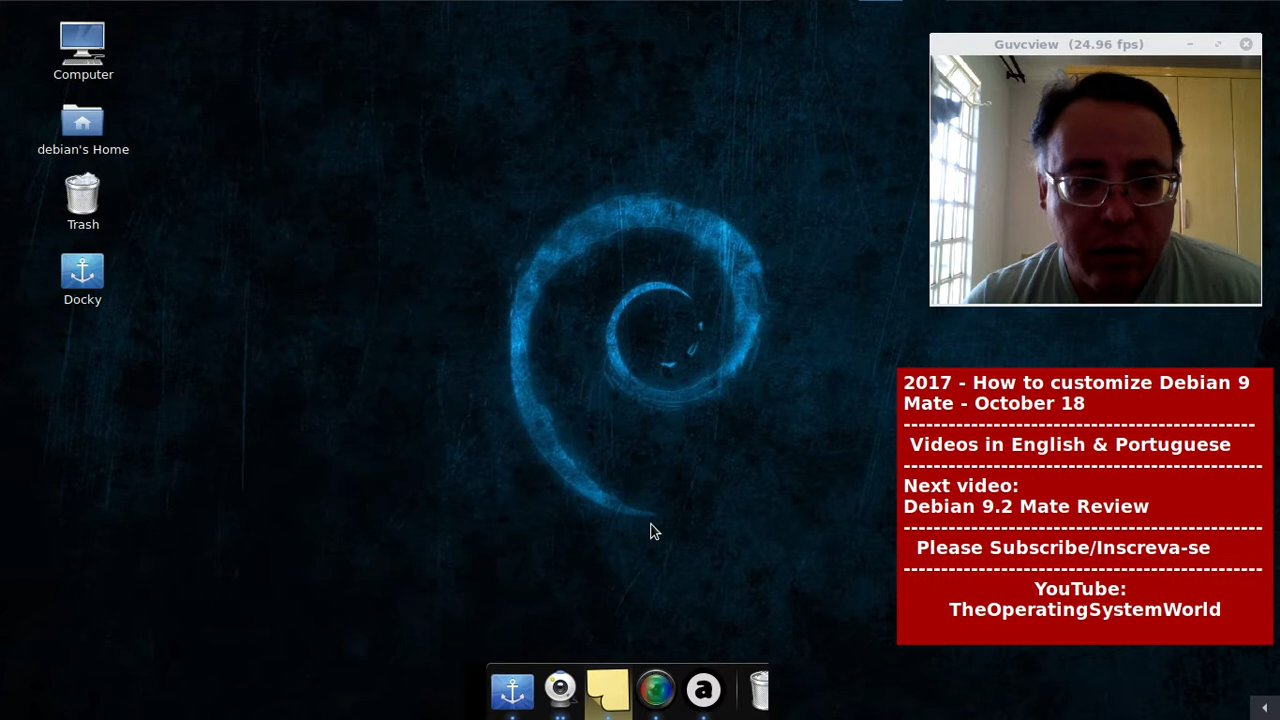 Computer
debian's Home
Trash
Docky
Guvcview (24.96 fps)
2017 - How to customize Debian 9
Mate - October 18
---------------------------------------
Videos in English & Portuguese
----------------------------------------
Next video:
Debian 9.2 Mate Review
----------------------------------------
Please Subscribe/Inscreva-se
----------------------------------------
YouTube:
TheOperatingSystemWorld
a